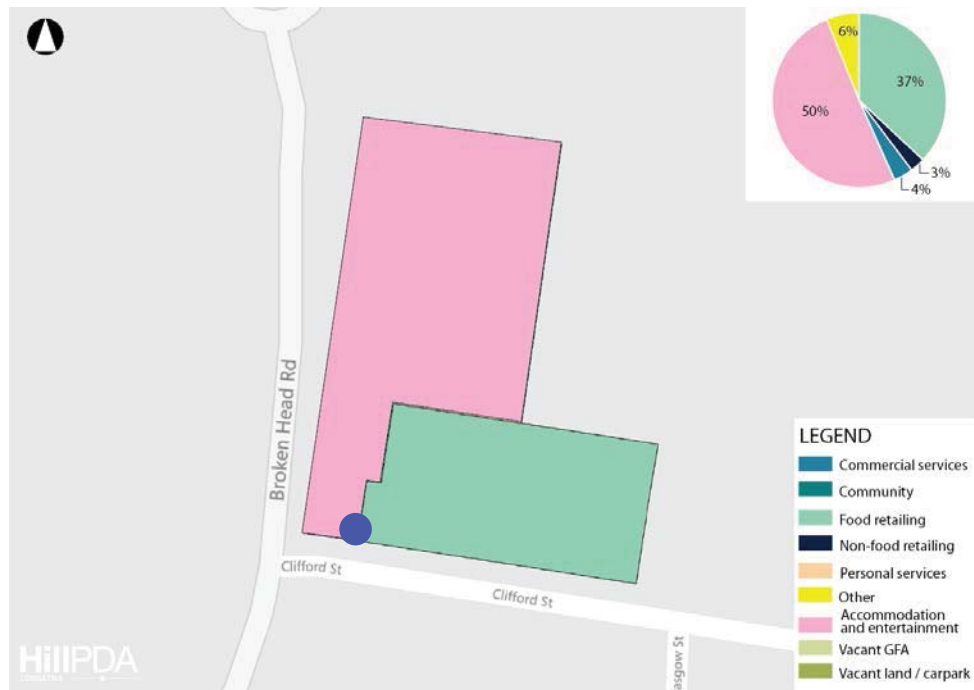 6%
37%
50%
3%
4%
Broken Head Rd
Clifford St
Clifford St
asgow St
LEGEND
Commercial services
Community
Food retailing
Non-food retailing
Personal services
Other
Accommodation
and entertainment
Vacant GFA
Vacant land / carpark
HillPDA
CONSULTING